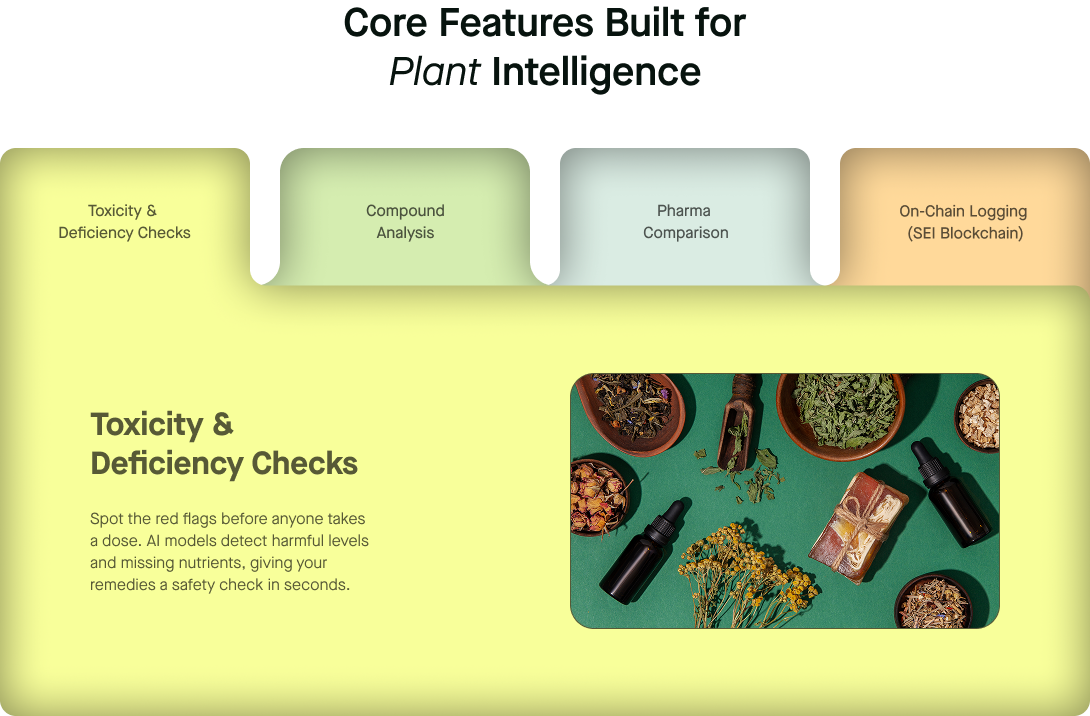 Core Features Built for
Plant Intelligence
Toxicity &
Deficiency Checks
Compound
Analysis
Pharma
Comparison
On-Chain Logging
(SEI Blockchain)
Toxicity &
Deficiency Checks
Spot the red flags before anyone takes
a dose. AI models detect harmful levels
and missing nutrients, giving your
remedies a safety check in seconds.